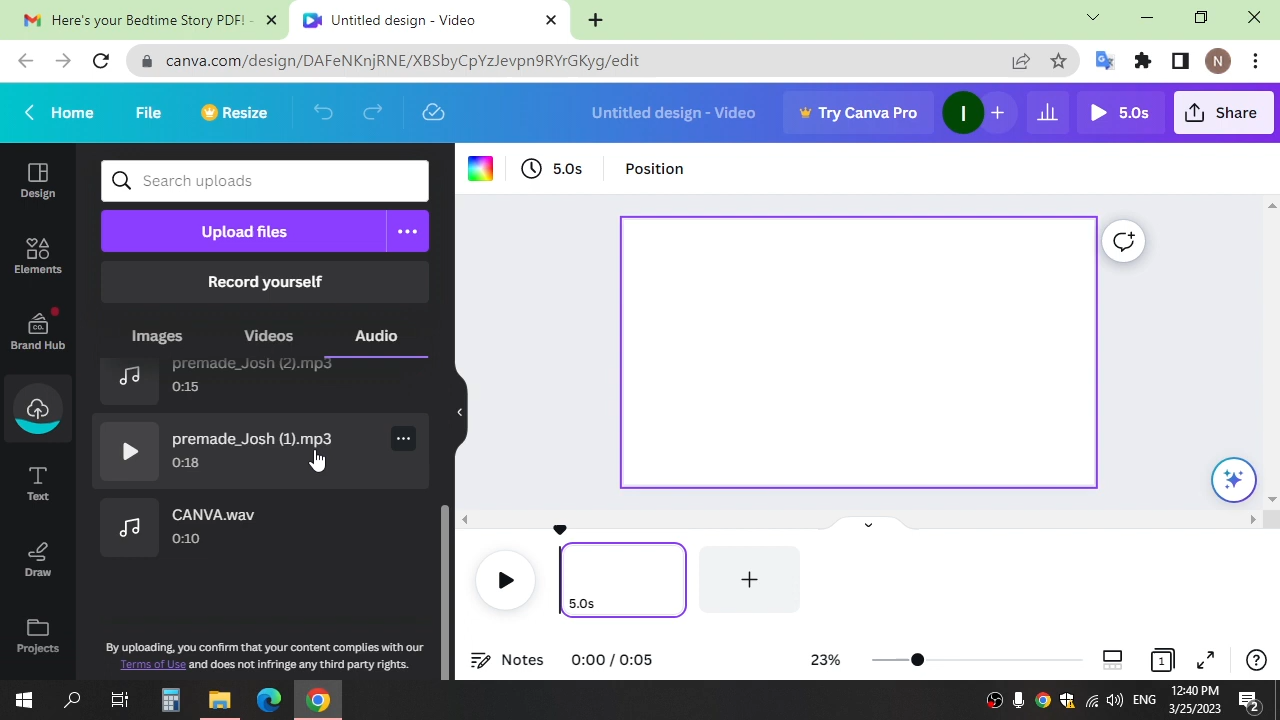 Here's your Bedtime Story PDF! -
Untitled design - Video
canva.com/design/DAFeNKnjRNE/XBSbyCpYzJevpn9RYrGKyg/edit
N
Home File Resize Untitled design - Video Try Canva Pro I + 5.0s Share
Search uploads
5.0s Position
Design
Upload files
Elements
Record yourself
Brand Hub
CO.
Images Videos Audio
premade_Josh (2).mp3
0:15
premade_Josh (1).mp3
0:18
Text
CANVA.wav
0:10
Draw
5.0s
Projects
By uploading, you confirm that your content complies with our
Terms of Use and does not infringe any third party rights.
Notes 0:00 / 0:05 23% 1
ENG
12:40 PM
3/25/2023
2